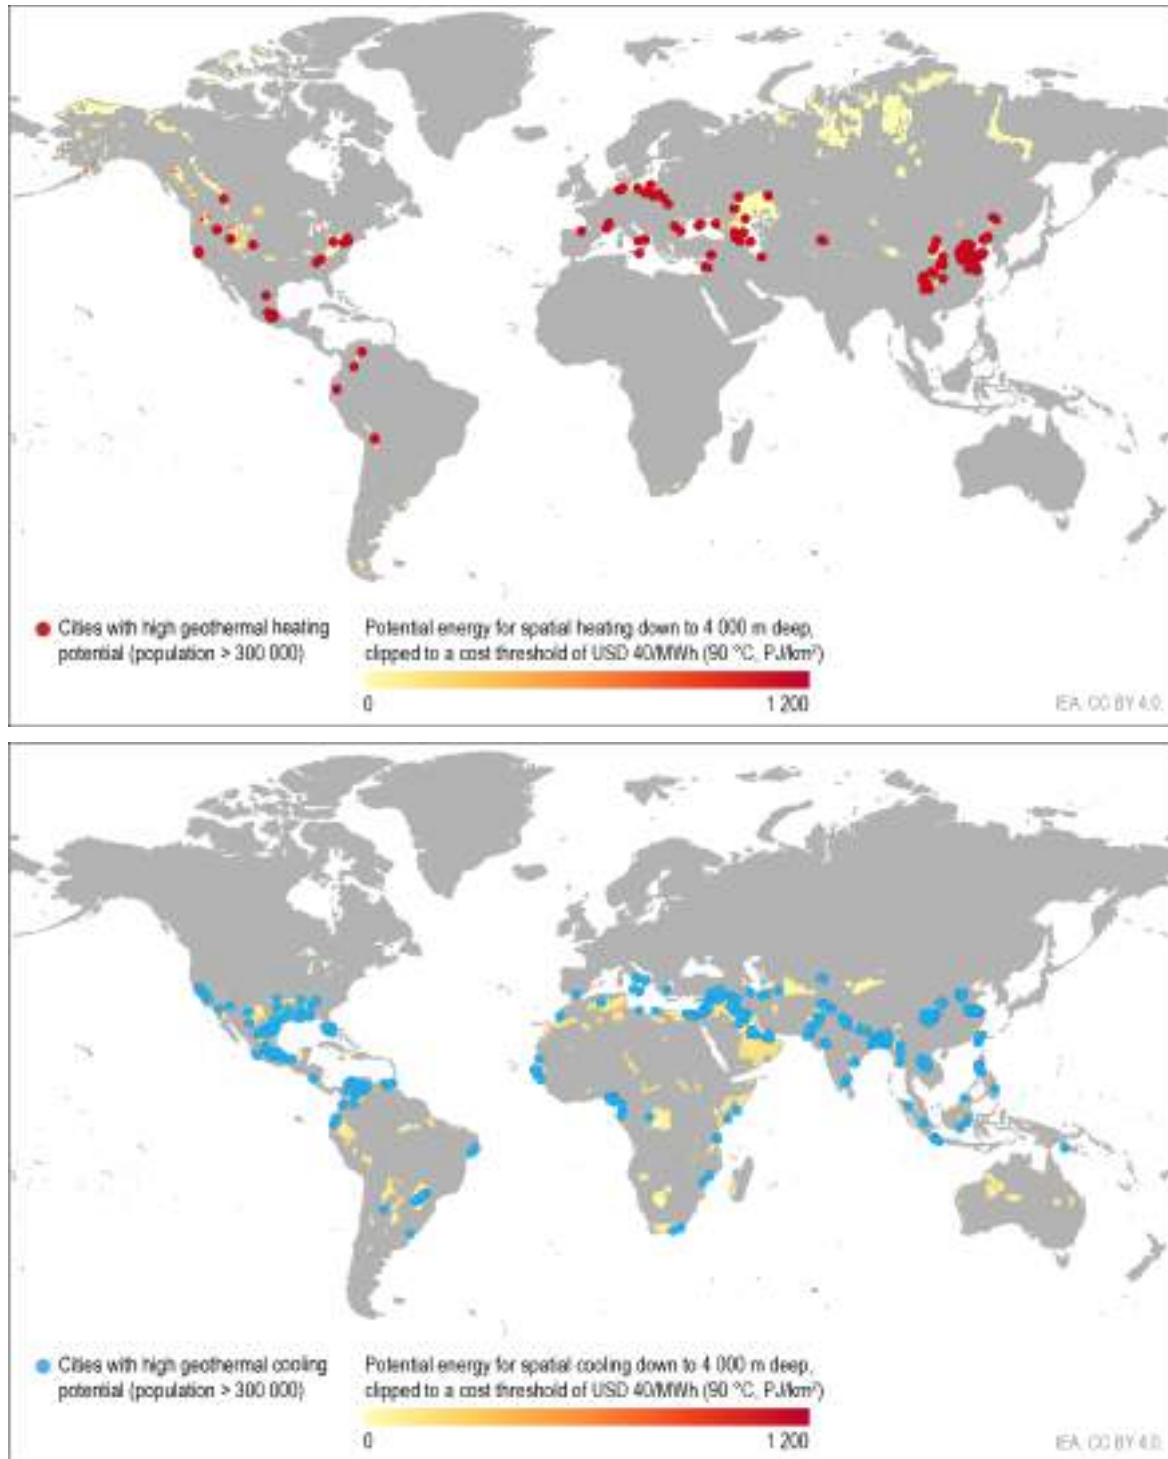 Cities with high geothermal heating
potential (population > 300 000)
Potential energy for spatial heating down to 4 000 m deep,
clipped to a cost threshold of USD 40/MWh (90 °C, PJ/km²)
0
1 200
IEA. CC BY 4.0.
Cities with high geothermal cooling
potential (population > 300 000)
Potential energy for spatial cooling down to 4 000 m deep,
clipped to a cost threshold of USD 40/MWh (90 °C, PJ/km²)
0
1 200
IEA. CC BY 4.0.